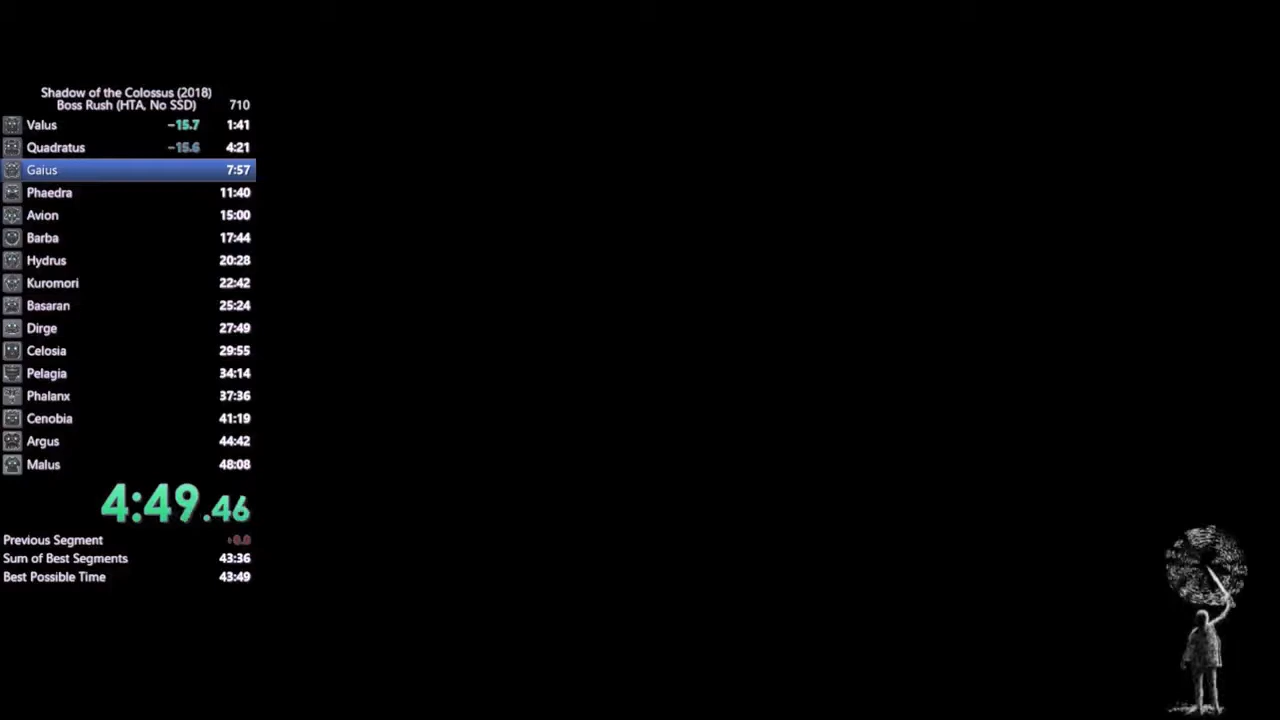 Shadow of the Colossus (2018)
Boss Rush (HTA, No SSD) 710
Valus -15.7 1:41
Quadratus -15.6 4:21
Gaius 7:57
Phaedra 11:40
Avion 15:00
Barba 17:44
Hydrus 20:28
Kuromori 22:42
Basaran 25:24
Dirge 27:49
Celosia 29:55
Pelagia 34:14
Phalanx 37:36
Cenobia 41:19
Argus 44:42
Malus 48:08
4:49.46
Previous Segment +0.0
Sum of Best Segments 43:36
Best Possible Time 43:49